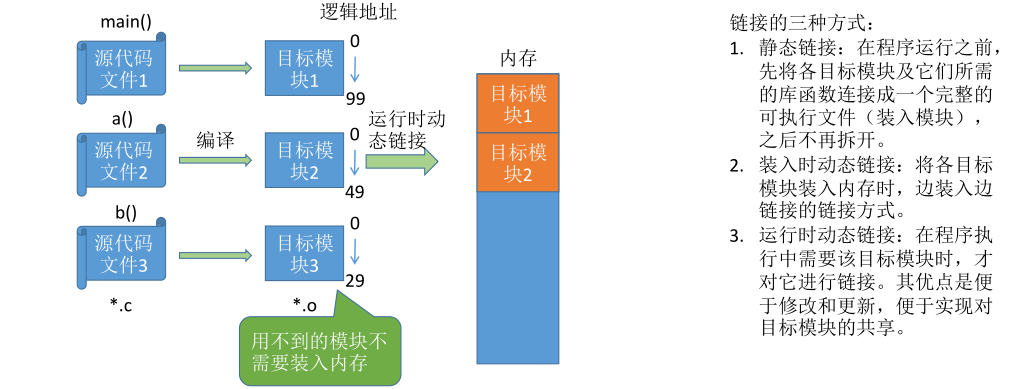 逻辑地址
main()
源代码
文件1
目标模
块1
0
99
a()
源代码
文件2
编译
目标模
块2
0
49
运行时动
态链接
b()
源代码
文件3
目标模
块3
0
29
*.c
*.o
用不到的模块不
需要装入内存
内存
目标模
块1
目标模
块2
链接的三种方式：
1. 静态链接：在程序运行之前，
先将各目标模块及它们所需
的库函数连接成一个完整的
可执行文件（装入模块），
之后不再拆开。
2. 装入时动态链接：将各目标
模块装入内存时，边装入边
链接的链接方式。
3. 运行时动态链接：在程序执
行中需要该目标模块时，才
对它进行链接。其优点是便
于修改和更新，便于实现对
目标模块的共享。